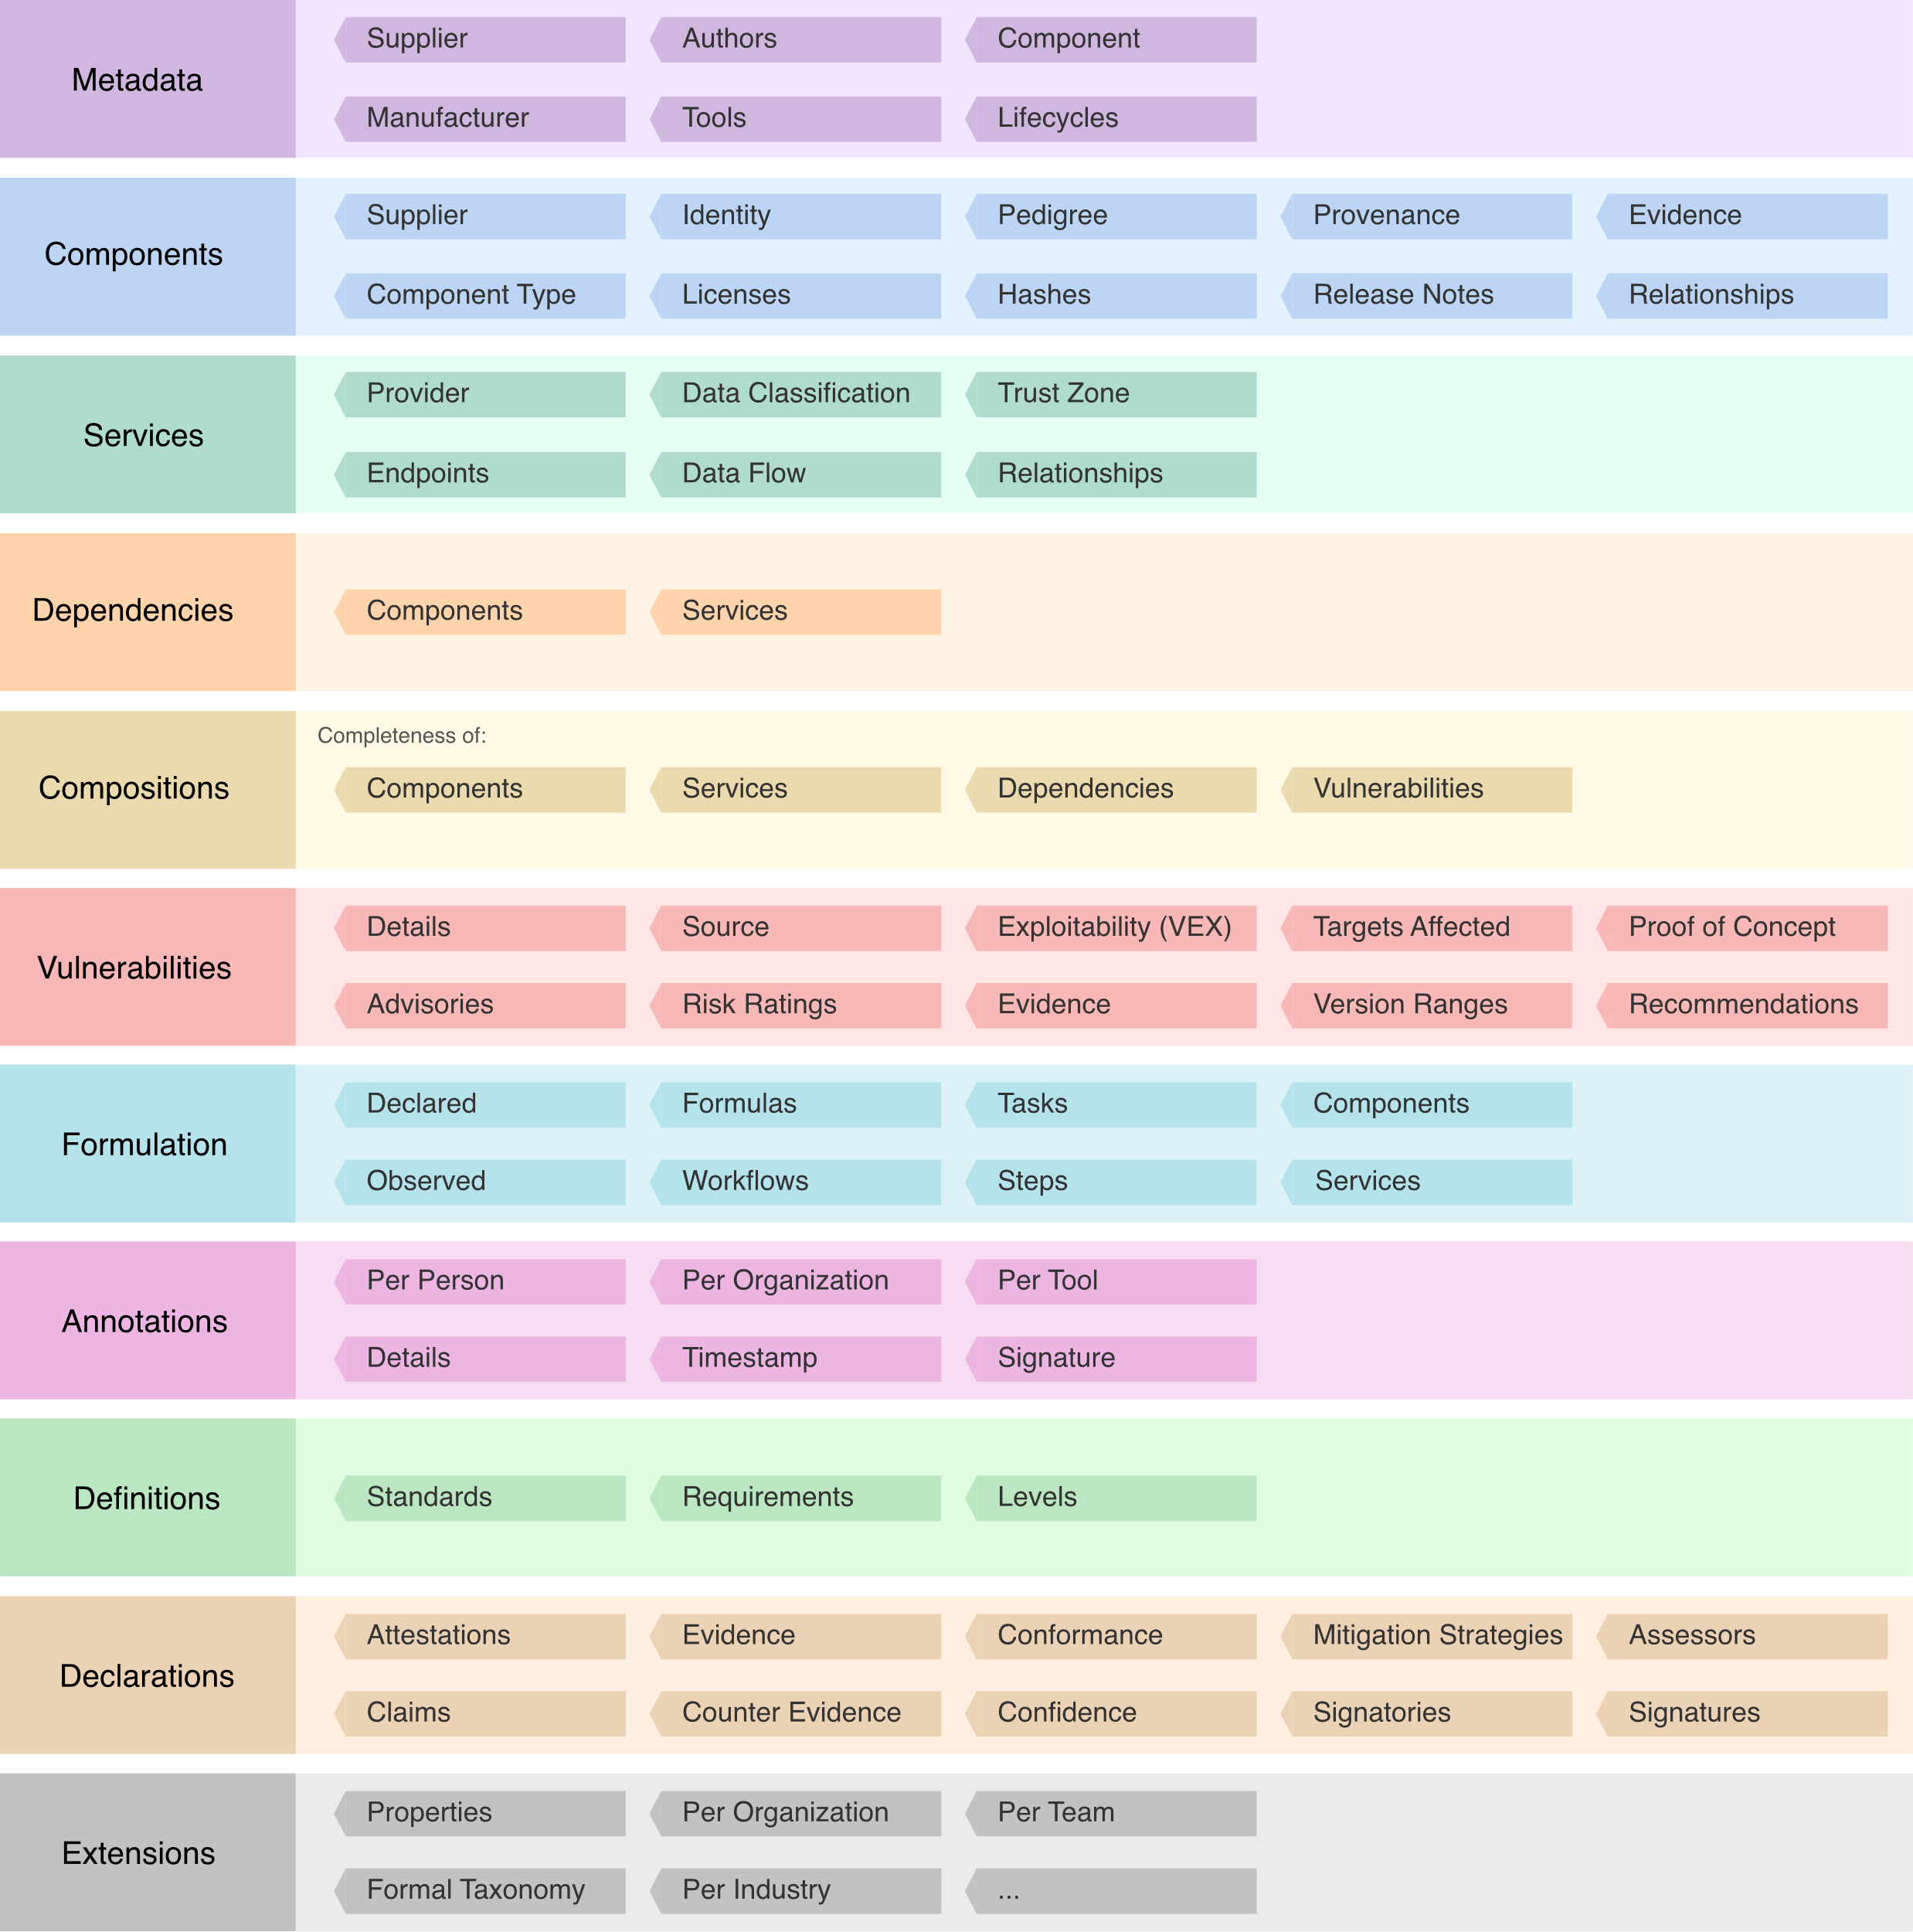 Metadata
Supplier
Authors
Component
Manufacturer
Tools
Lifecycles
Components
Supplier
Identity
Pedigree
Provenance
Evidence
Component Type
Licenses
Hashes
Release Notes
Relationships
Services
Provider
Data Classification
Trust Zone
Endpoints
Data Flow
Relationships
Dependencies
Components
Services
Compositions
Completeness of:
Components
Services
Dependencies
Vulnerabilities
Vulnerabilities
Details
Source
Exploitability (VEX)
Targets Affected
Proof of Concept
Advisories
Risk Ratings
Evidence
Version Ranges
Recommendations
Formulation
Declared
Formulas
Tasks
Components
Observed
Workflows
Steps
Services
Annotations
Per Person
Per Organization
Per Tool
Details
Timestamp
Signature
Definitions
Standards
Requirements
Levels
Declarations
Attestations
Evidence
Conformance
Mitigation Strategies
Assessors
Claims
Counter Evidence
Confidence
Signatories
Signatures
Extensions
Properties
Per Organization
Per Team
Formal Taxonomy
Per Industry
...